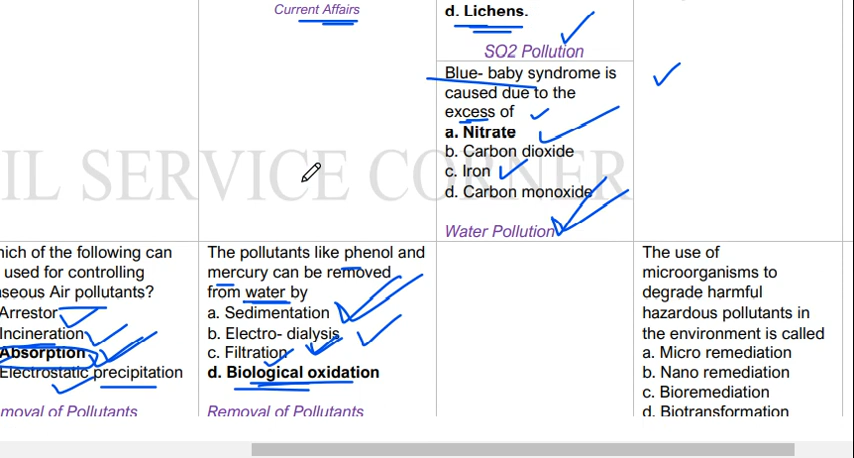 Current Affairs
d. Lichens.
SO2 Pollution
Blue- baby syndrome is
caused due to the
excess of
a. Nitrate
b. Carbon dioxide
c. Iron
d. Carbon monoxide
Water Pollution
IL SERVICE CORNER
hich of the following can
used for controlling
seous Air pollutants?
Arrestor
Incineration
Absorption
Electrostatic precipitation
moval of Pollutants
The pollutants like phenol and
mercury can be removed
from water by
a. Sedimentation
b. Electro- dialysis
c. Filtration
d. Biological oxidation
Removal of Pollutants
The use of
microorganisms to
degrade harmful
hazardous pollutants in
the environment is called
a. Micro remediation
b. Nano remediation
c. Bioremediation
d. Biotransformation